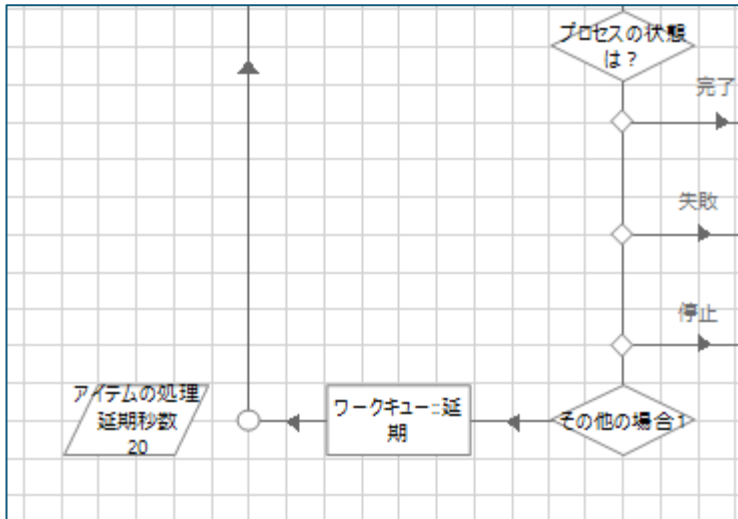 プロセスの状態
は？
完了
失敗
停止
アイテムの処理
延期秒数
20
ワークキュー::延
期
その他の場合1